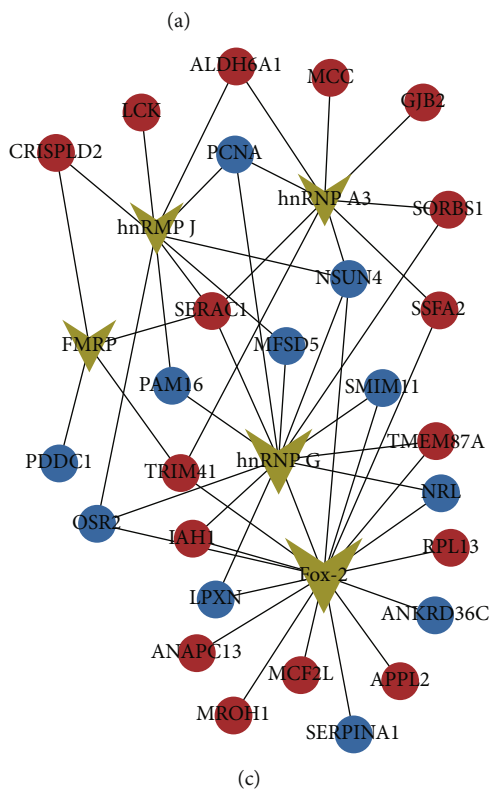 (a)
ALDH6A1
MCC
GJB2
LCK
CRISPLD2
PCNA
hnRNP A3
SORBS1
hnRMP J
NSUN4
SERAC1
SSFA2
FMRP
MFSD5
PAM16
SMIM11
TMEM87A
PDDC1
TRIM41
hnRNP G
NRL
OSR2
IAH1
RPL13
Fox-2
LPXN
ANKRD36C
ANAPC13
MCF2L
APPL2
MROH1
SERPINA1
(c)